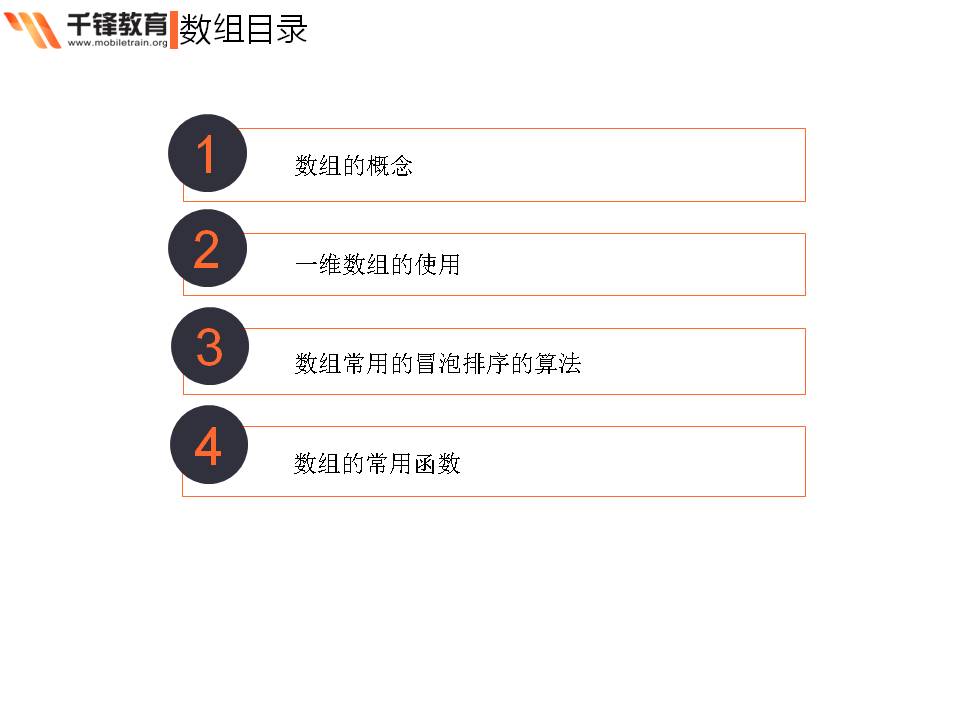 千锋教育
www.mobiletrain.org
数组目录
1
数组的概念
2
一维数组的使用
3
数组常用的冒泡排序的算法
4
数组的常用函数